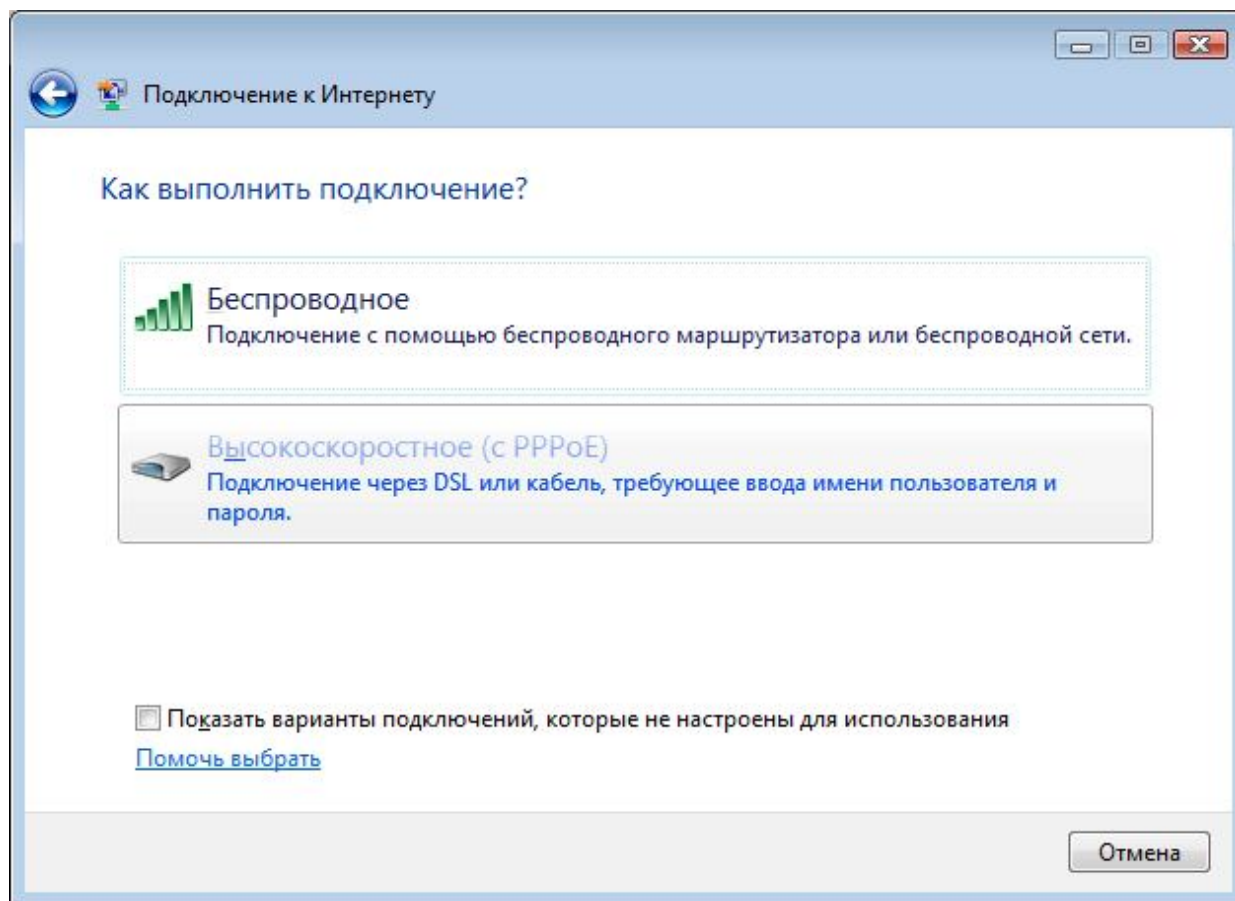 Подключение к Интернету
Как выполнить подключение?
Беспроводное
Подключение с помощью беспроводного маршрутизатора или беспроводной сети.
Высокоскоростное (с PPPoE)
Подключение через DSL или кабель, требующее ввода имени пользователя и
пароля.
Показать варианты подключений, которые не настроены для использования
Помочь выбрать
Отмена